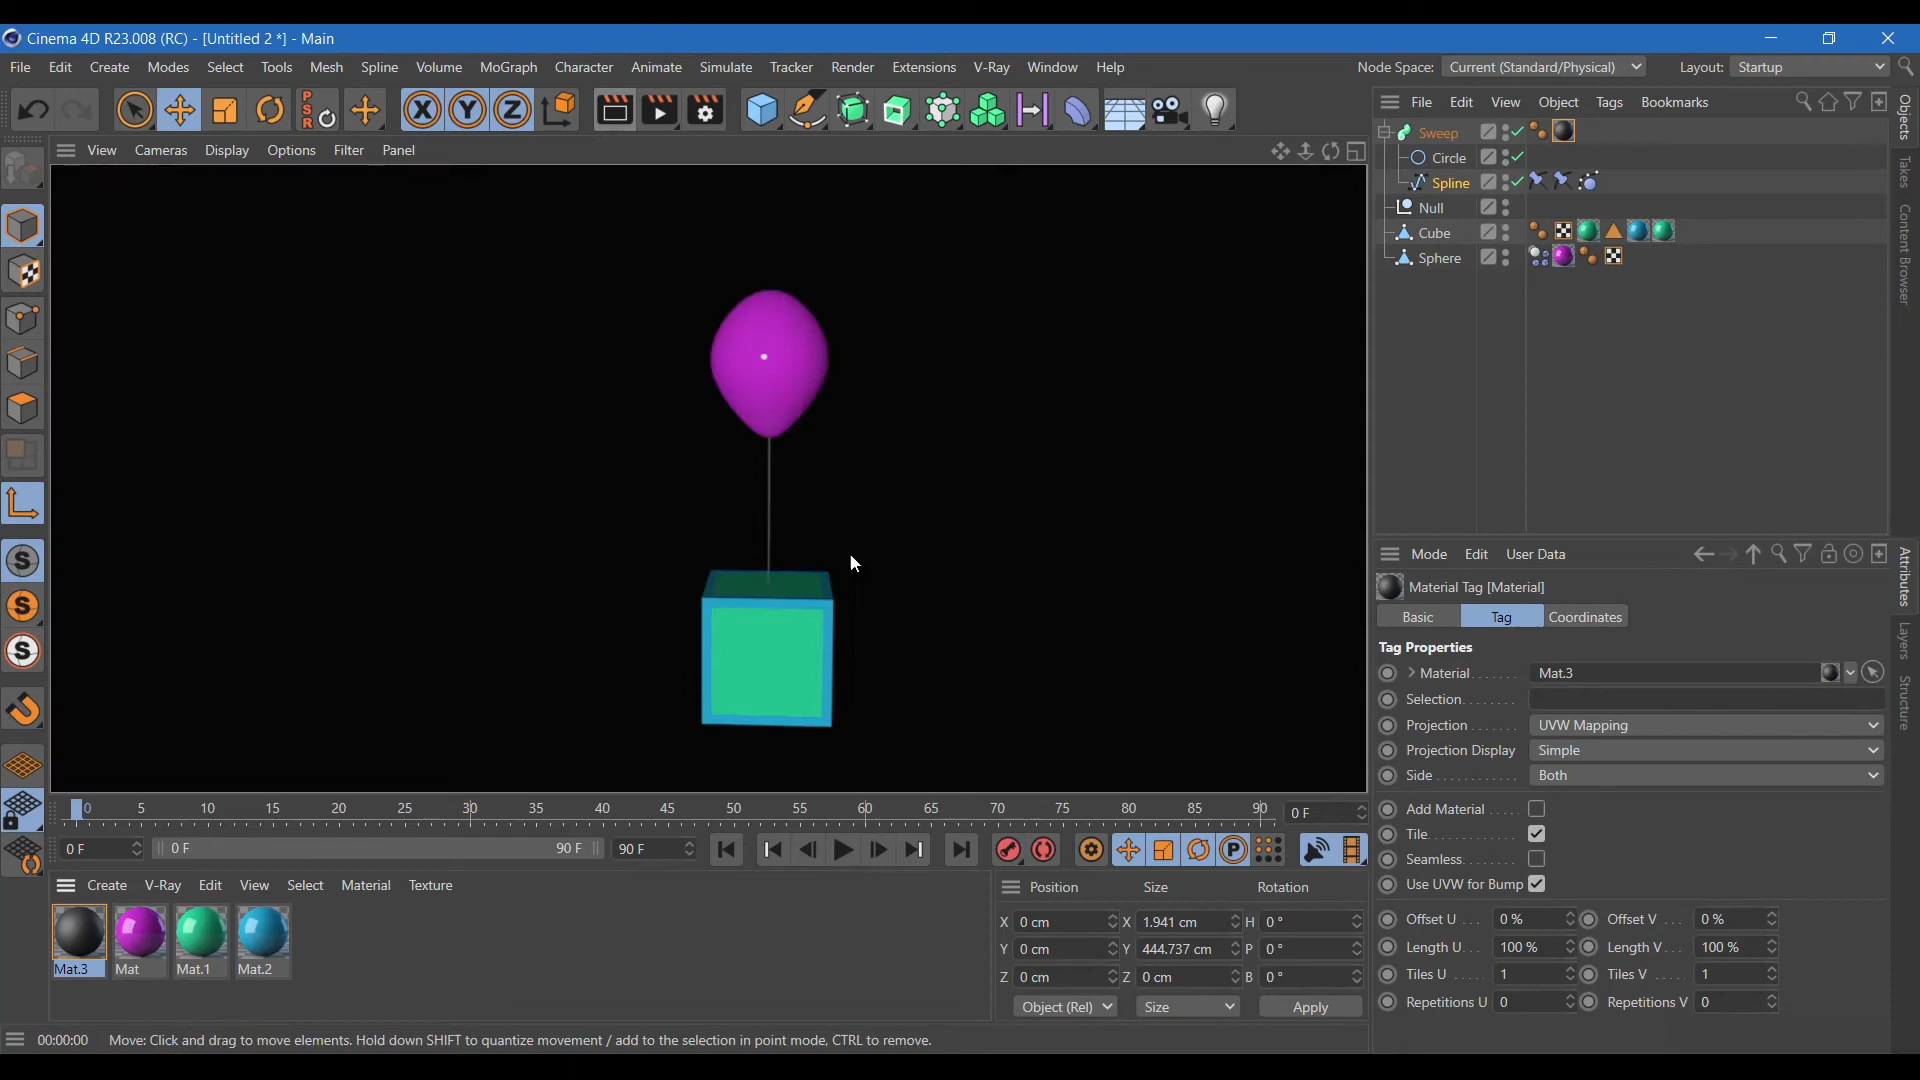 Cinema 4D R23.008 (RC) - [Untitled 2 *] - Main
File Edit Create Modes Select Tools Mesh Spline Volume MoGraph Character Animate Simulate Tracker Render Extensions V-Ray Window Help
Node Space: Current (Standard/Physical) Layout: Startup
PSR X Y Z
File Edit View Object Tags Bookmarks
View Cameras Display Options Filter Panel
Sweep
Circle
Spline
Null
Cube
Sphere
Objects
Takes
Content Browser
S
S
S
Mode Edit User Data
Material Tag [Material]
Basic Tag Coordinates
Tag Properties
Material . . . . . . . Mat.3
Selection. . . . . . . .
Projection . . . . . . . UVW Mapping
Projection Display Simple
Side . . . . . . . . . . . . Both
Add Material . . . .
Tile. . . . . . . . . . . . .
Seamless. . . . . . . .
Use UVW for Bump
Offset U . . . 0 % Offset V . . . 0 %
Length U. . . 100 % Length V. . . 100 %
Tiles U . . . . 1 Tiles V . . . . 1
Repetitions U 0 Repetitions V 0
Attributes
Layers
Structure
0 5 10 15 20 25 30 35 40 45 50 55 60 65 70 75 80 85 90 0 F
0 F 0 F 90 F 90 F P
Create V-Ray Edit View Select Material Texture
Mat.3 Mat Mat.1 Mat.2
Position Size Rotation
X 0 cm X 1.941 cm H 0 °
Y 0 cm Y 444.737 cm P 0 °
Z 0 cm Z 0 cm B 0 °
Object (Rel) Size Apply
00:00:00 Move: Click and drag to move elements. Hold down SHIFT to quantize movement / add to the selection in point mode, CTRL to remove.